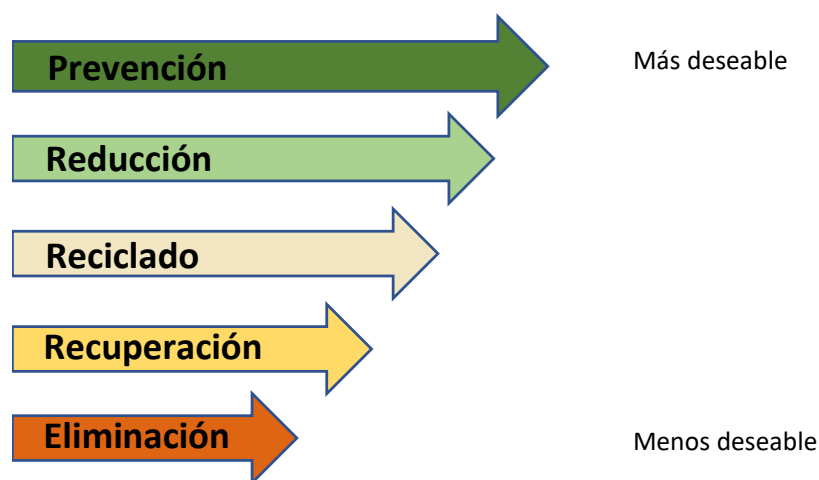 Prevención
Más deseable
Reducción
Reciclado
Recuperación
Eliminación
Menos deseable